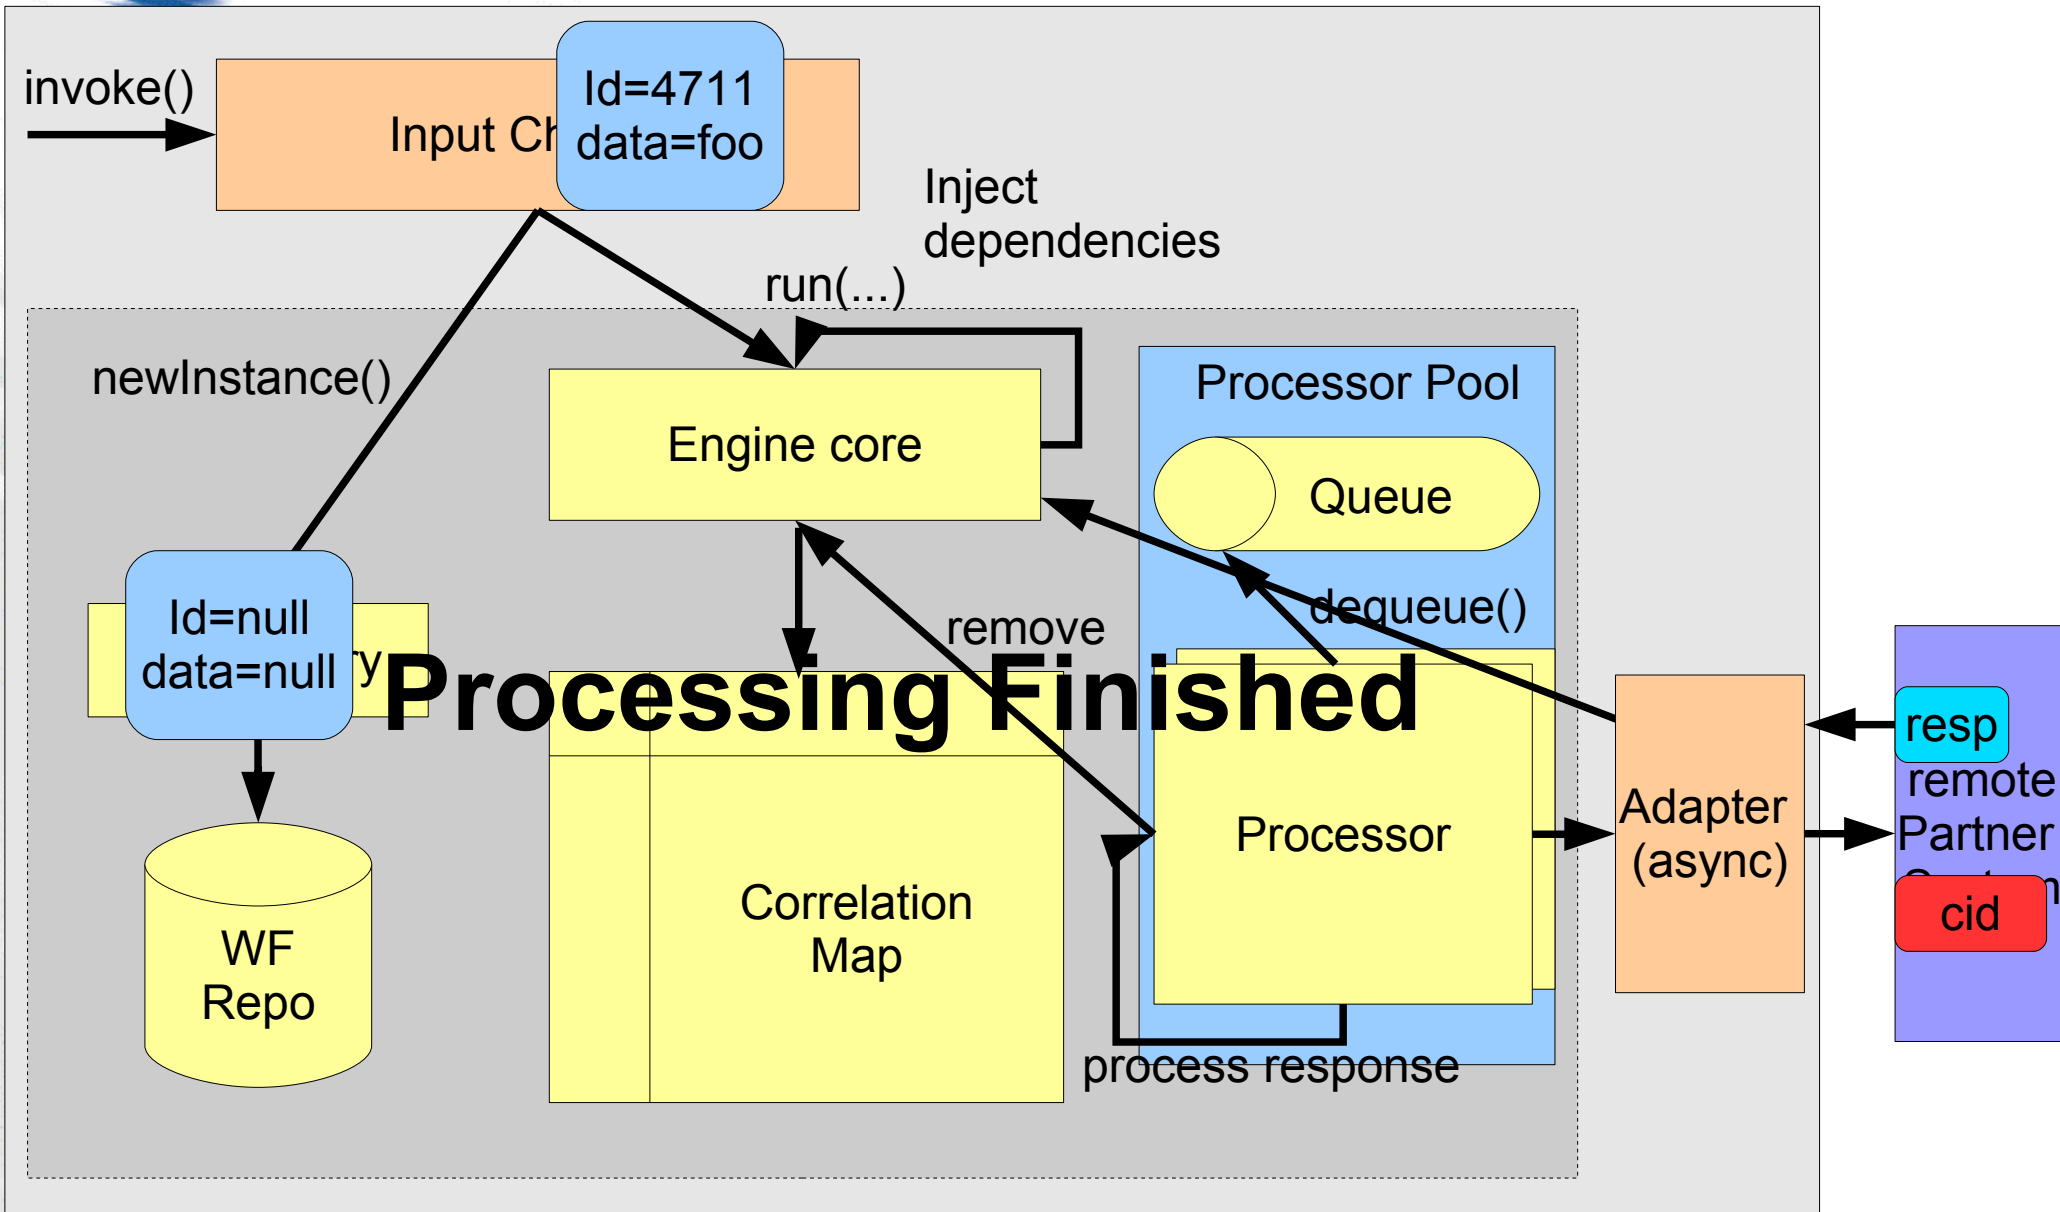 invoke()
Input Ch
Id=4711
data=foo
Inject
dependencies
run(...)
newInstance()
Engine core
Processor Pool
Queue
dequeue()
remove
Id=null
data=null
ry
Processing Finished
resp
remote
Partner
cid
Adapter
(async)
Processor
Correlation
Map
WF
Repo
process response